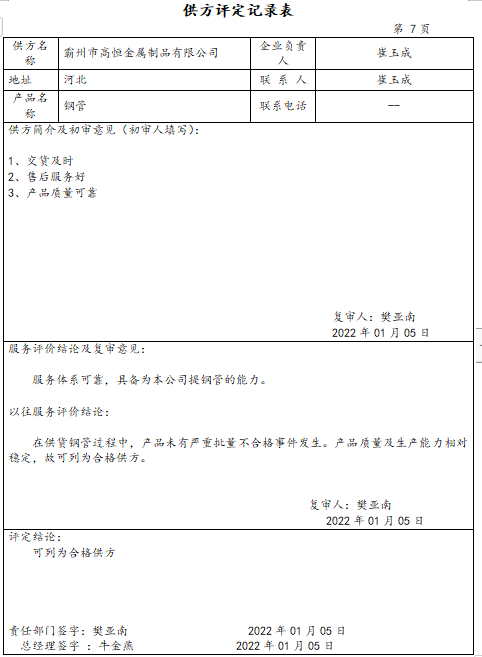 供方评定记录表
第 7 页
供方名称 霸州市高恒金属制品有限公司 企业负责人 崔玉成
地址 河北 联 系 人 崔玉成
产品名称 钢管 联系电话 --
供方简介及初审意见（初审人填写）：
1、交货及时
2、售后服务好
3、产品质量可靠
复审人：樊亚南
2022 年 01 月 05 日
服务评价结论及复审意见：
服务体系可靠，具备为本公司提钢管的能力。
以往服务评价结论：
在供货钢管过程中，产品未有严重批量不合格事件发生。产品质量及生产能力相对
稳定，故可列为合格供方。
复审人：樊亚南
2022 年 01 月 05 日
评定结论：
可列为合格供方
责任部门签字：樊亚南 2022 年 01 月 05 日
总经理签字 ：牛金燕 2022 年 01 月 05 日